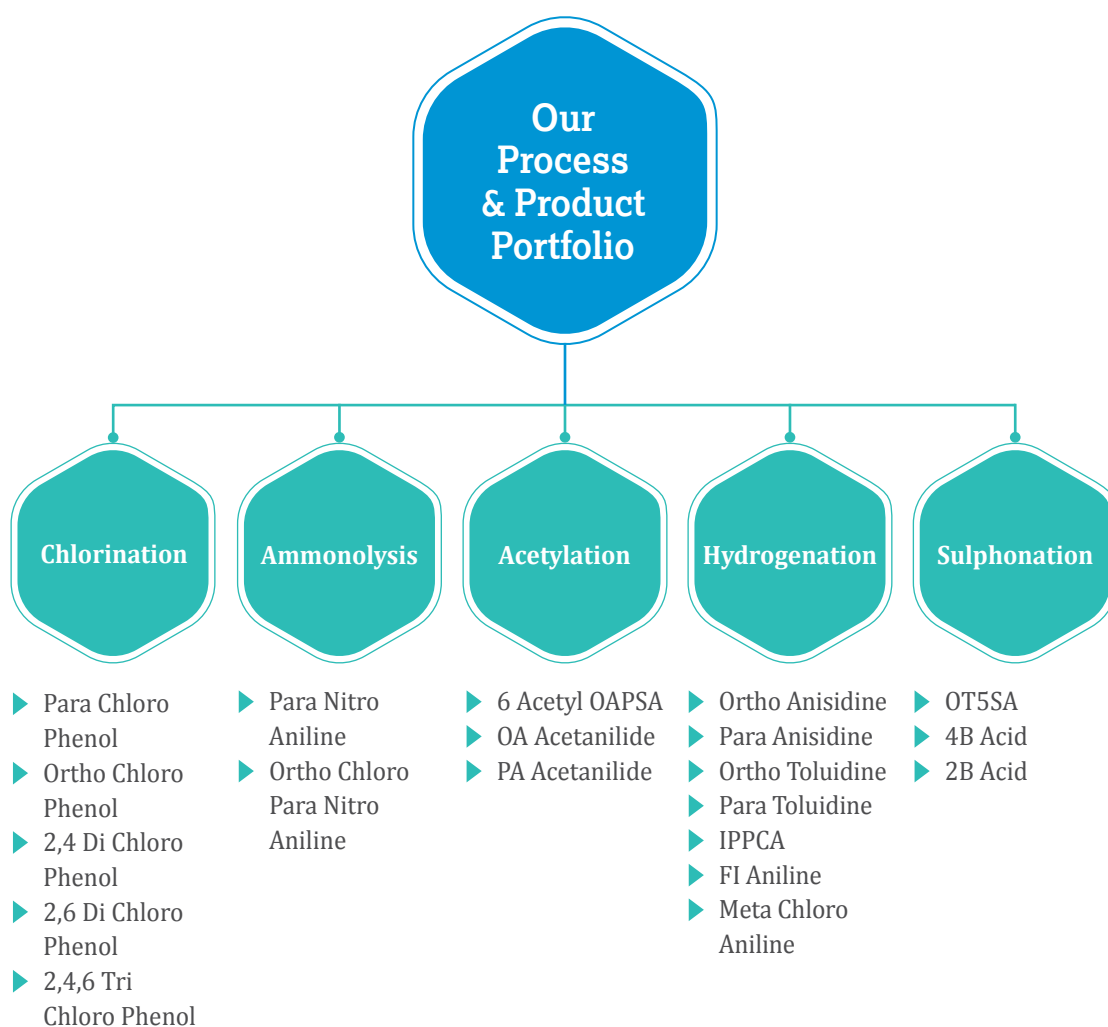 Our
Process
& Product
Portfolio
Chlorination
Ammonolysis
Acetylation
Hydrogenation
Sulphonation
Para Chloro
Phenol
Ortho Chloro
Phenol
2,4 Di Chloro
Phenol
2,6 Di Chloro
Phenol
2,4,6 Tri
Chloro Phenol
Para Nitro
Aniline
Ortho Chloro
Para Nitro
Aniline
6 Acetyl OAPSA
OA Acetanilide
PA Acetanilide
Ortho Anisidine
Para Anisidine
Ortho Toluidine
Para Toluidine
IPPCA
FI Aniline
Meta Chloro
Aniline
OT5SA
4B Acid
2B Acid